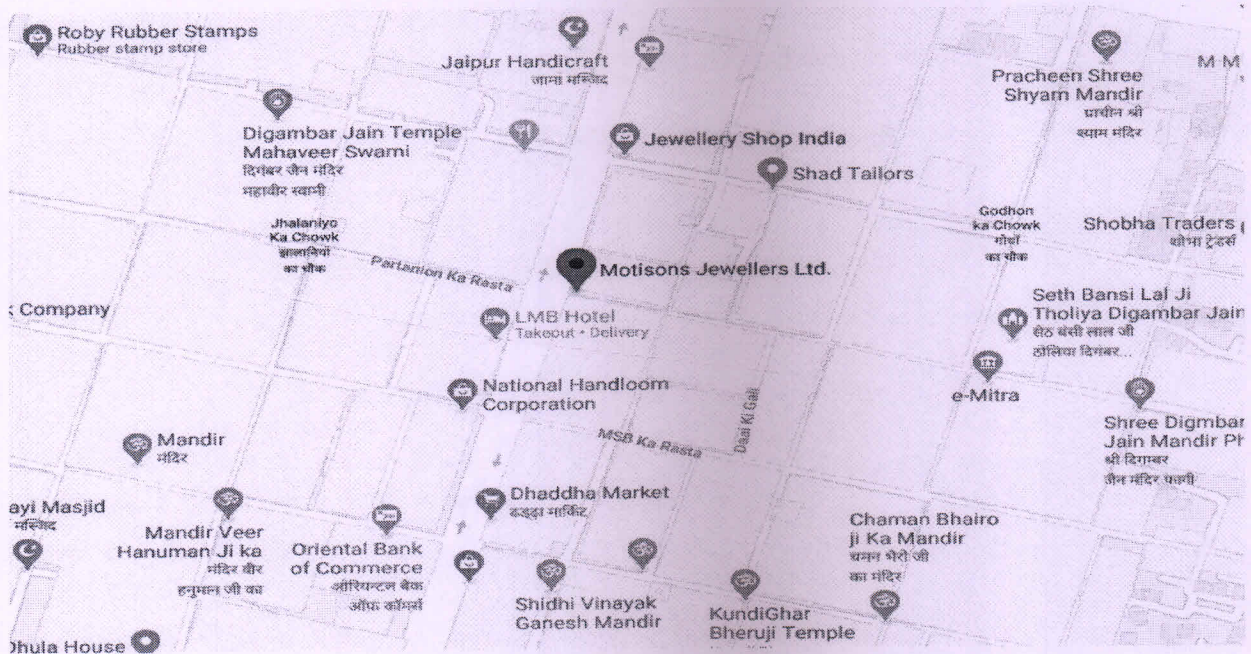 Roby Rubber Stamps
Rubber stamp store
Jaipur Handicraft
जामा मस्जिद
Pracheen Shree
Shyam Mandir
प्राचीन श्री
श्याम मंदिर
M M
Digambar Jain Temple
Mahaveer Swami
दिगंबर जैन मंदिर
महावीर स्वामी
Jewellery Shop India
Shad Tailors
Jhalaniyo
Ka Chowk
झालानियों
का चौक
Godhon
ka Chowk
गोधों
का चौक
Shobha Traders
शोभा ट्रेडर्स
Partanion Ka Rasta
Motisons Jewellers Ltd.
Company
LMB Hotel
Takeout • Delivery
Seth Bansi Lal Ji
Tholiya Digambar Jain
सेठ बंसी लाल जी
ठोलिया दिगंबर...
National Handloom
Corporation
e-Mitra
Daai Ki Gali
MSB Ka Rasta
Shree Digmbar
Jain Mandir Ph
श्री दिगम्बर
जैन मंदिर
Mandir
मंदिर
ayi Masjid
मस्जिद
Mandir Veer
Hanuman Ji ka
मंदिर वीर
हनुमान जी का
Oriental Bank
of Commerce
ओरियन्टल बैंक
ऑफ कॉमर्स
Dhaddha Market
ढड्ढा मार्किट
Shidhi Vinayak
Ganesh Mandir
KundiGhar
Bheruji Temple
Chaman Bhairo
ji Ka Mandir
चमन भैरो जी
का मंदिर
Dhula House